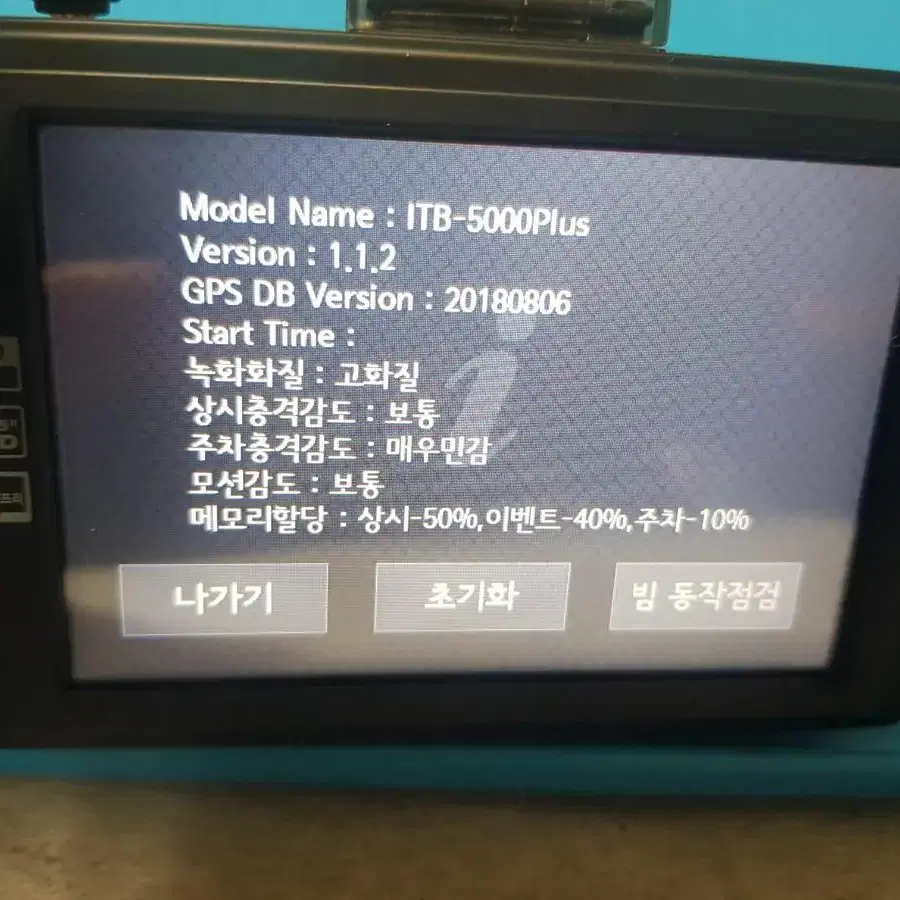 Model Name : ITB-5000Plus
Version : 1.1.2
GPS DB Version : 20180806
Start Time :
녹화화질 : 고화질
상시충격감도 : 보통
주차충격감도 : 매우민감
모션감도 : 보통
메모리할당 : 상시-50%,이벤트-40%,주차-10%
나가기
초기화
빔 동작점검